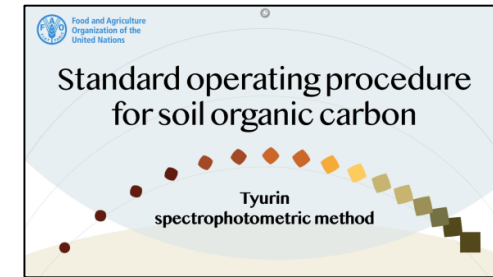 Food and Agriculture
Organization of the
United Nations
Standard operating procedure
for soil organic carbon
Tyurin
spectrophotometric method